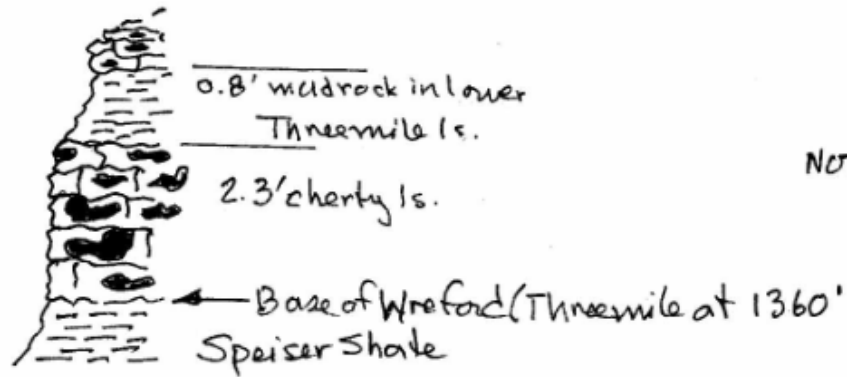 0.8' mudrock in lower
Threemile ls.
No
2.3' cherty ls.
Base of Wreford (Threemile at 1360'
Speiser Shale